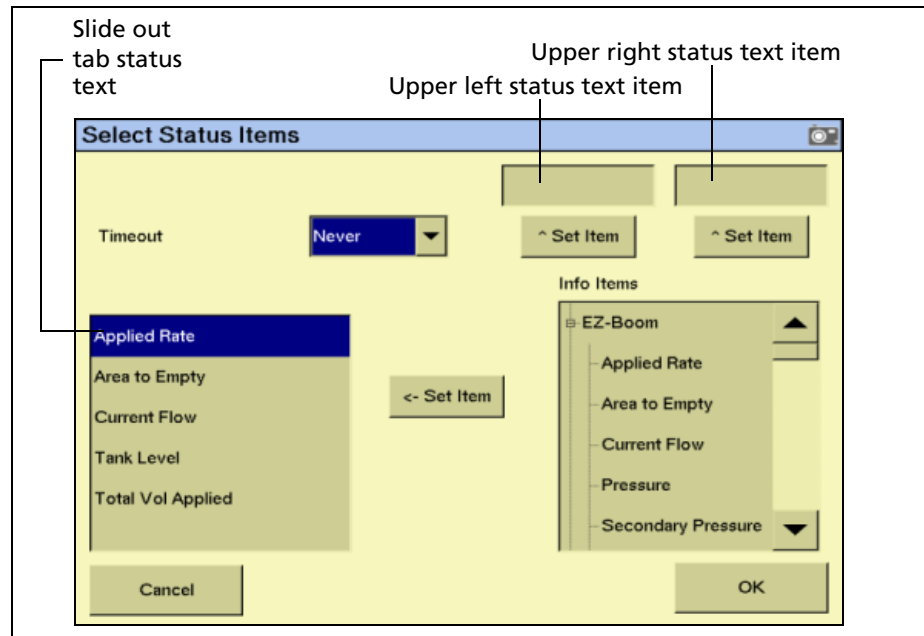 Slide out
tab status
text
Upper right status text item
Upper left status text item
Select Status Items
Timeout
Never
^ Set Item
^ Set Item
Info Items
Applied Rate
Area to Empty
Current Flow
Tank Level
Total Vol Applied
<- Set Item
EZ-Boom
Applied Rate
Area to Empty
Current Flow
Pressure
Secondary Pressure
Cancel
OK